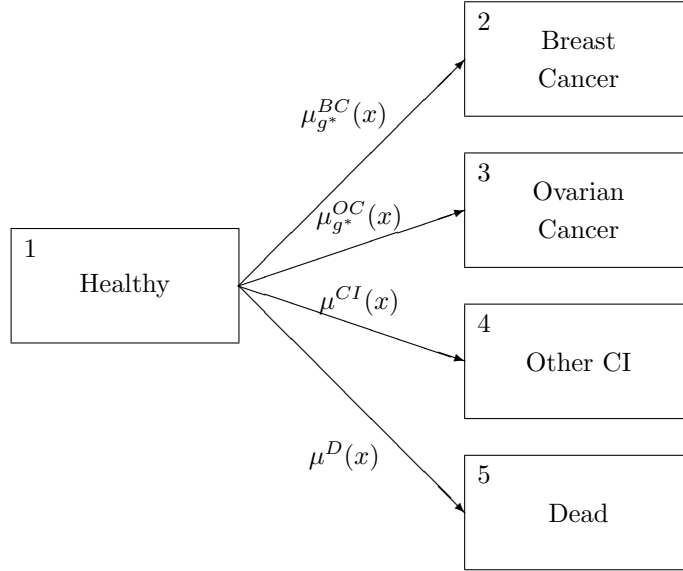 2
Breast
Cancer
μ_{g*}^{BC}(x)
3
Ovarian
Cancer
μ_{g*}^{OC}(x)
1
Healthy
μ^{CI}(x)
4
Other CI
μ^{D}(x)
5
Dead